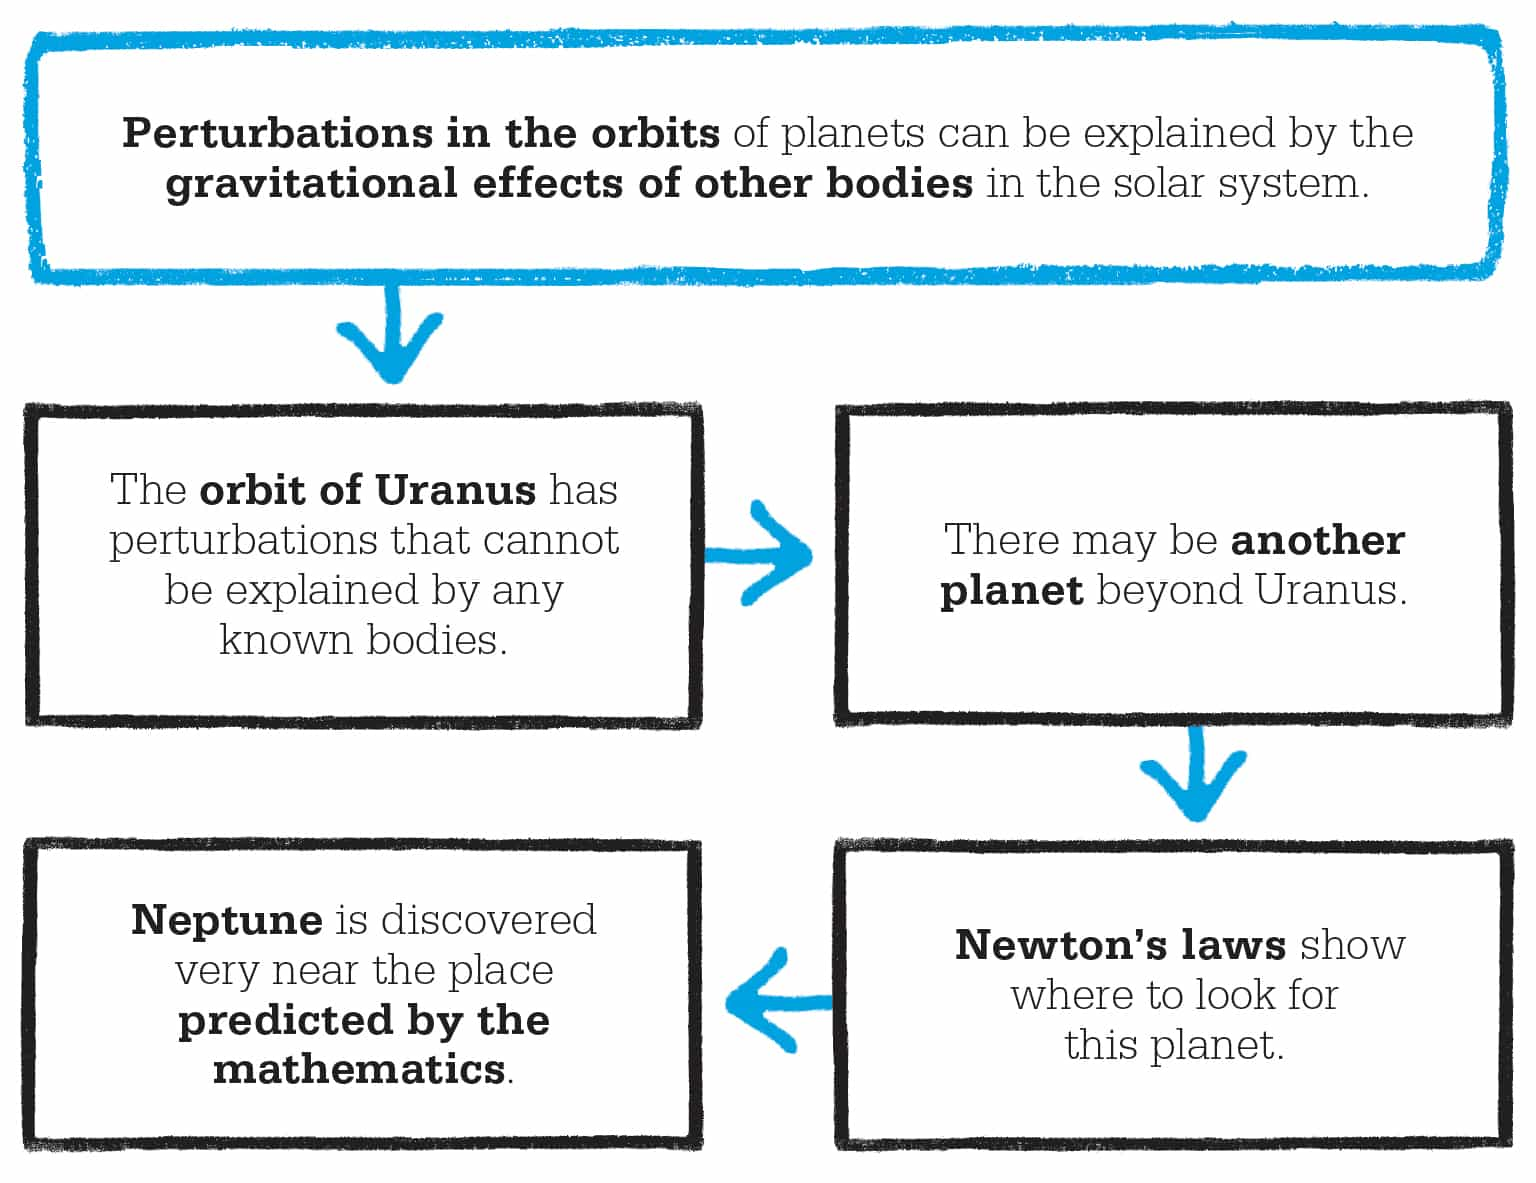 Perturbations in the orbits of planets can be explained by the
gravitational effects of other bodies in the solar system.
The orbit of Uranus has
perturbations that cannot
be explained by any
known bodies.
There may be another
planet beyond Uranus.
Newton’s laws show
where to look for
this planet.
Neptune is discovered
very near the place
predicted by the
mathematics.